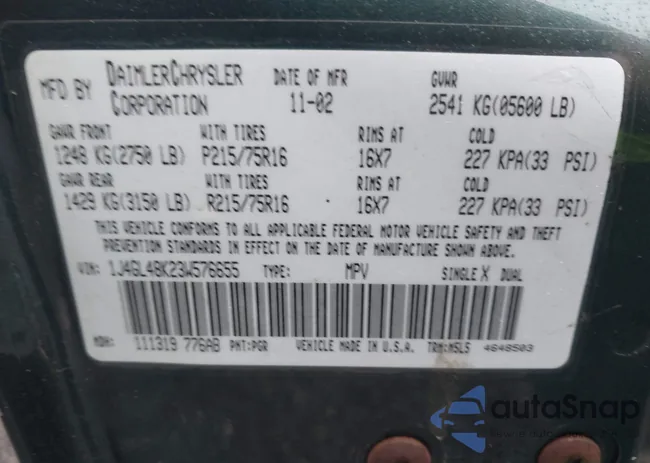 MFD BY DAIMLERCHRYSLER CORPORATION DATE OF MFR 11-02 GVWR 2541 KG(05600 LB)
GAWR FRONT WITH TIRES RIMS AT COLD
1248 KG(2750 LB) P215/75R16 16X7 227 KPA(33 PSI)
GAWR REAR WITH TIRES RIMS AT COLD
1429 KG(3150 LB) R215/75R16 16X7 227 KPA(33 PSI)
THIS VEHICLE CONFORMS TO ALL APPLICABLE FEDERAL MOTOR VEHICLE SAFETY AND THEFT
PREVENTION STANDARDS IN EFFECT ON THE DATE OF MANUFACTURE SHOWN ABOVE.
VIN: 1J4GL48K23W576655 TYPE: MPV SINGLE X DUAL
MDH: 111319 776AB PNT:PGR VEHICLE MADE IN U.S.A. TRM:M5L5 4648503
autoSnap